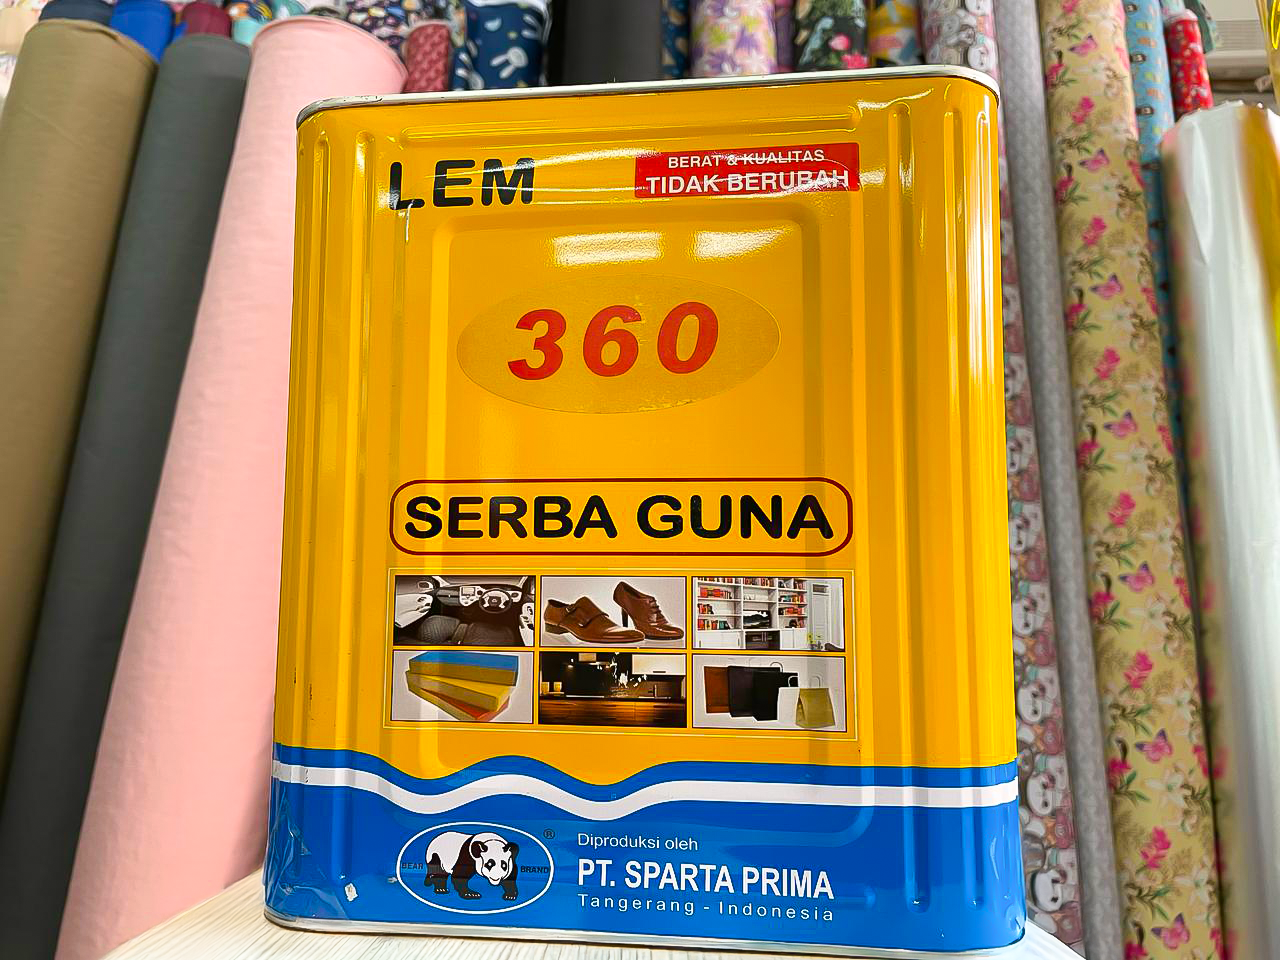 LEM
BERAT & KUALITAS
TIDAK BERUBAH
360
SERBA GUNA
BEAR BRAND
®
Diproduksi oleh
PT. SPARTA PRIMA
Tangerang - Indonesia